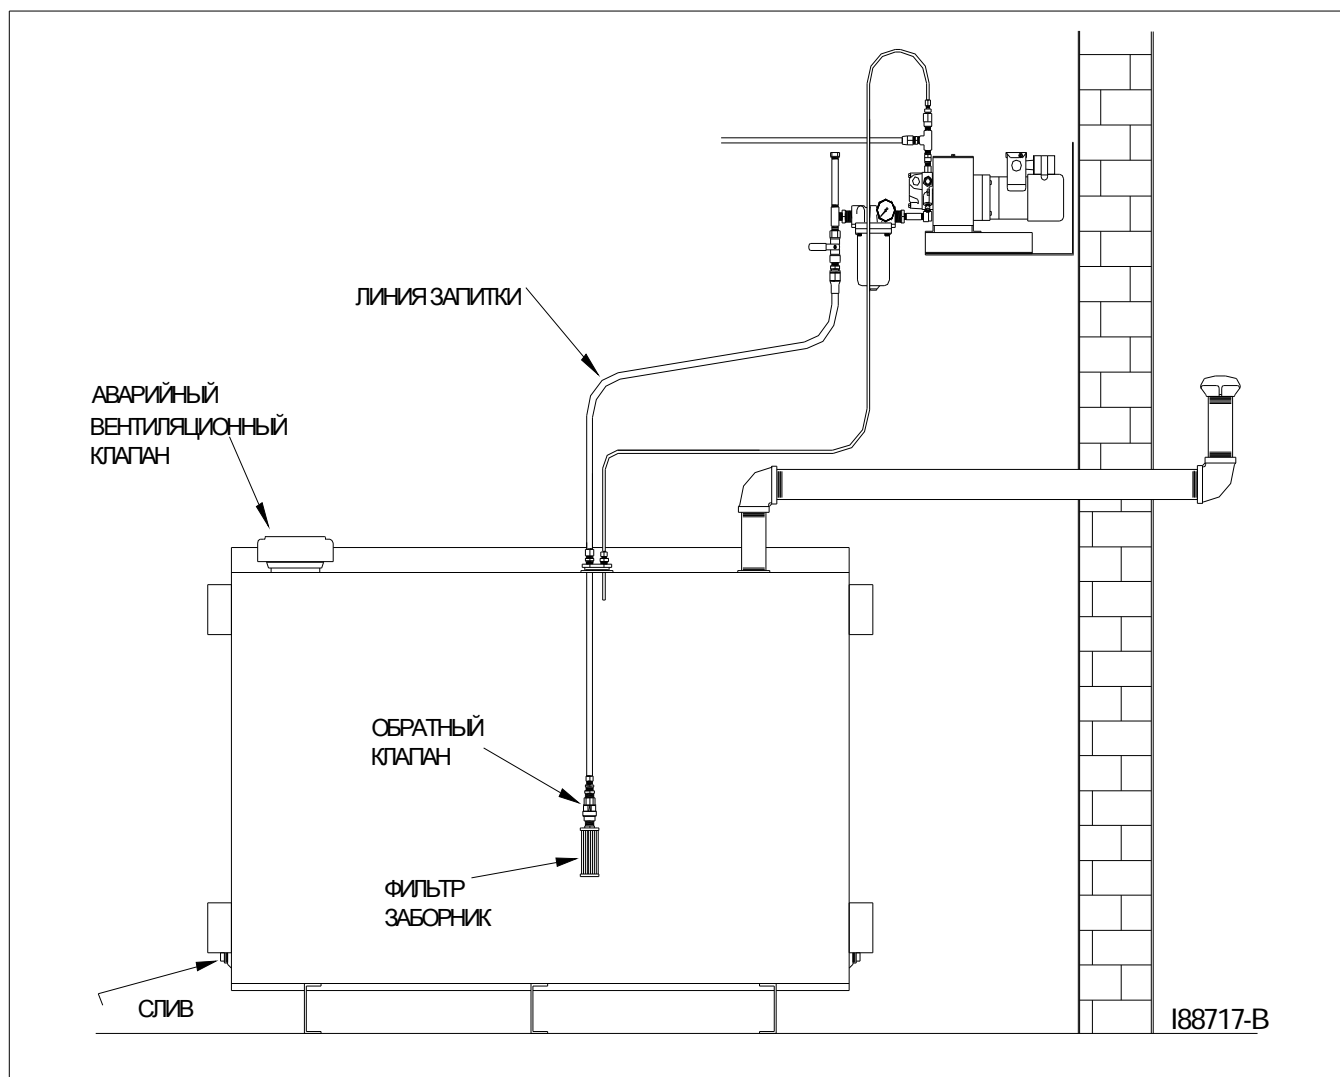 ЛИНИЯ ЗАПИТКИ
АВАРИЙНЫЙ
ВЕНТИЛЯЦИОННЫЙ
КЛАПАН
ОБРАТНЫЙ
КЛАПАН
ФИЛЬТР
ЗАБОРНИК
СЛИВ
I88717-B